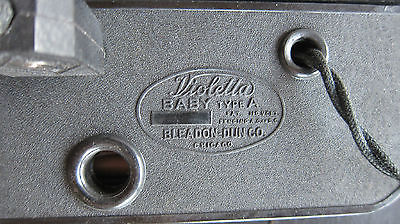 Violetta
BABY TYPE A
BLEADON-DUN CO.
CHICAGO